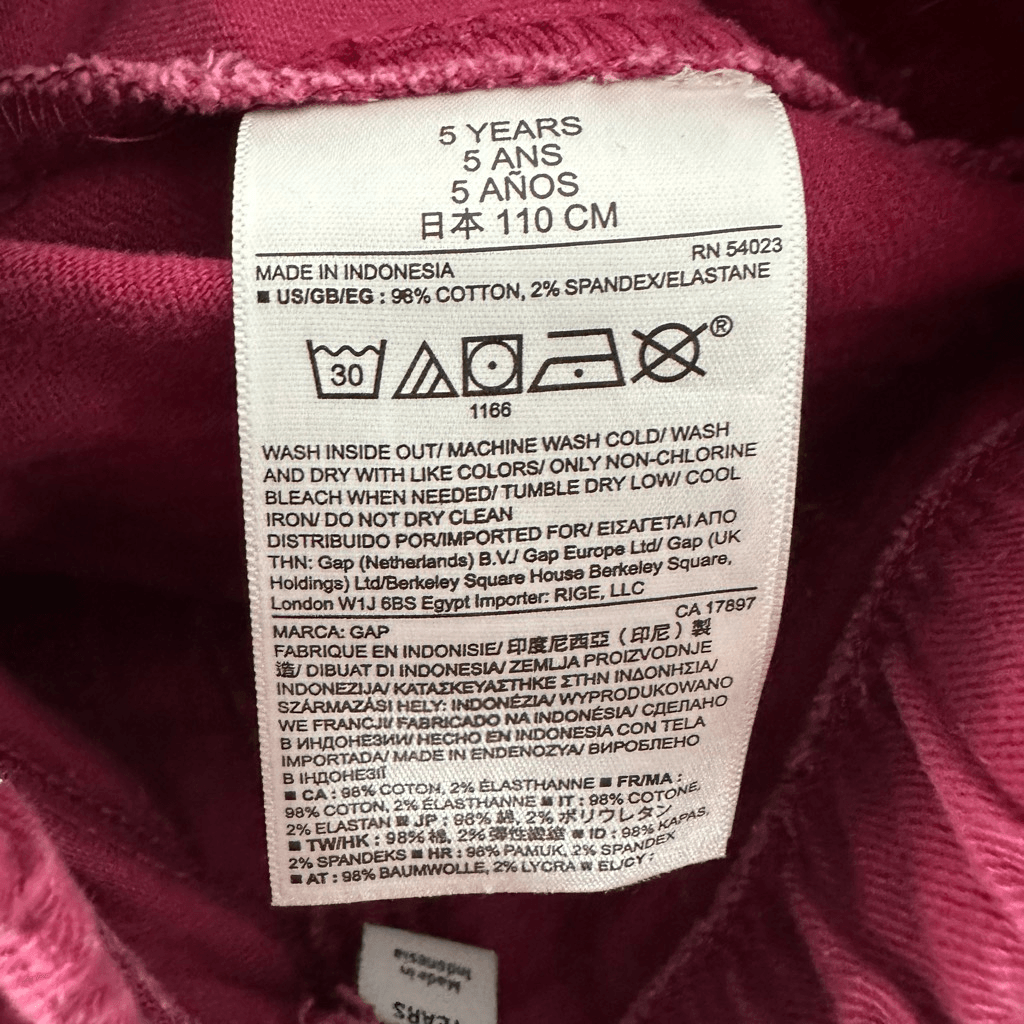 5 YEARS
5 ANS
5 AÑOS
日本 110 CM
RN 54023
MADE IN INDONESIA
■ US/GB/EG : 98% COTTON, 2% SPANDEX/ELASTANE
30
®
1166
WASH INSIDE OUT/ MACHINE WASH COLD/ WASH
AND DRY WITH LIKE COLORS/ ONLY NON-CHLORINE
BLEACH WHEN NEEDED/ TUMBLE DRY LOW/ COOL
IRON/ DO NOT DRY CLEAN
DISTRIBUIDO POR/IMPORTED FOR/ ΕΙΣΑΓΕΤΑΙ ΑΠΟ
ΤΗΝ: Gap (Netherlands) B.V./ Gap Europe Ltd/ Gap (UK
Holdings) Ltd/Berkeley Square House Berkeley Square,
London W1J 6BS Egypt Importer: RIGE, LLC
CA 17897
MARCA: GAP
FABRIQUE EN INDONISIE/ 印度尼西亞 (印尼) 製
造/ DIBUAT DI INDONESIA/ ZEMLJA PROIZVODNJE
INDONEZIJA/ ΚΑΤΑΣΚΕΥΑΣΤΗΚΕ ΣΤΗΝ ΙΝΔΟΝΗΣΙΑ/
SZÁRMAZÁSI HELY: INDONÉZIA/ WYPRODUKOWANO
WE FRANCJI/ FABRICADO NA INDONÉSIA/ СДЕЛАНО
В ИНДОНЕЗИИ/ HECHO EN INDONESIA CON TELA
IMPORTADA/ MADE IN ENDENOZYA/ ВИРОБЛЕНО
В ІНДОНЕЗІЇ
■ CA : 98% COTON, 2% ÉLASTHANNE ■ FR/MA :
98% COTON, 2% ÉLASTHANNE ■ IT : 98% COTONE,
2% ELASTAN ■ JP : 98% 綿, 2% ポリウレタン
■ TW/HK : 98% 棉, 2% 彈性纖維 ■ ID : 98% KAPAS,
2% SPANDEKS ■ HR : 98% PAMUK, 2% SPANDEX
■ AT : 98% BAUMWOLLE, 2% LYCRA ■
Made in
Indonesia